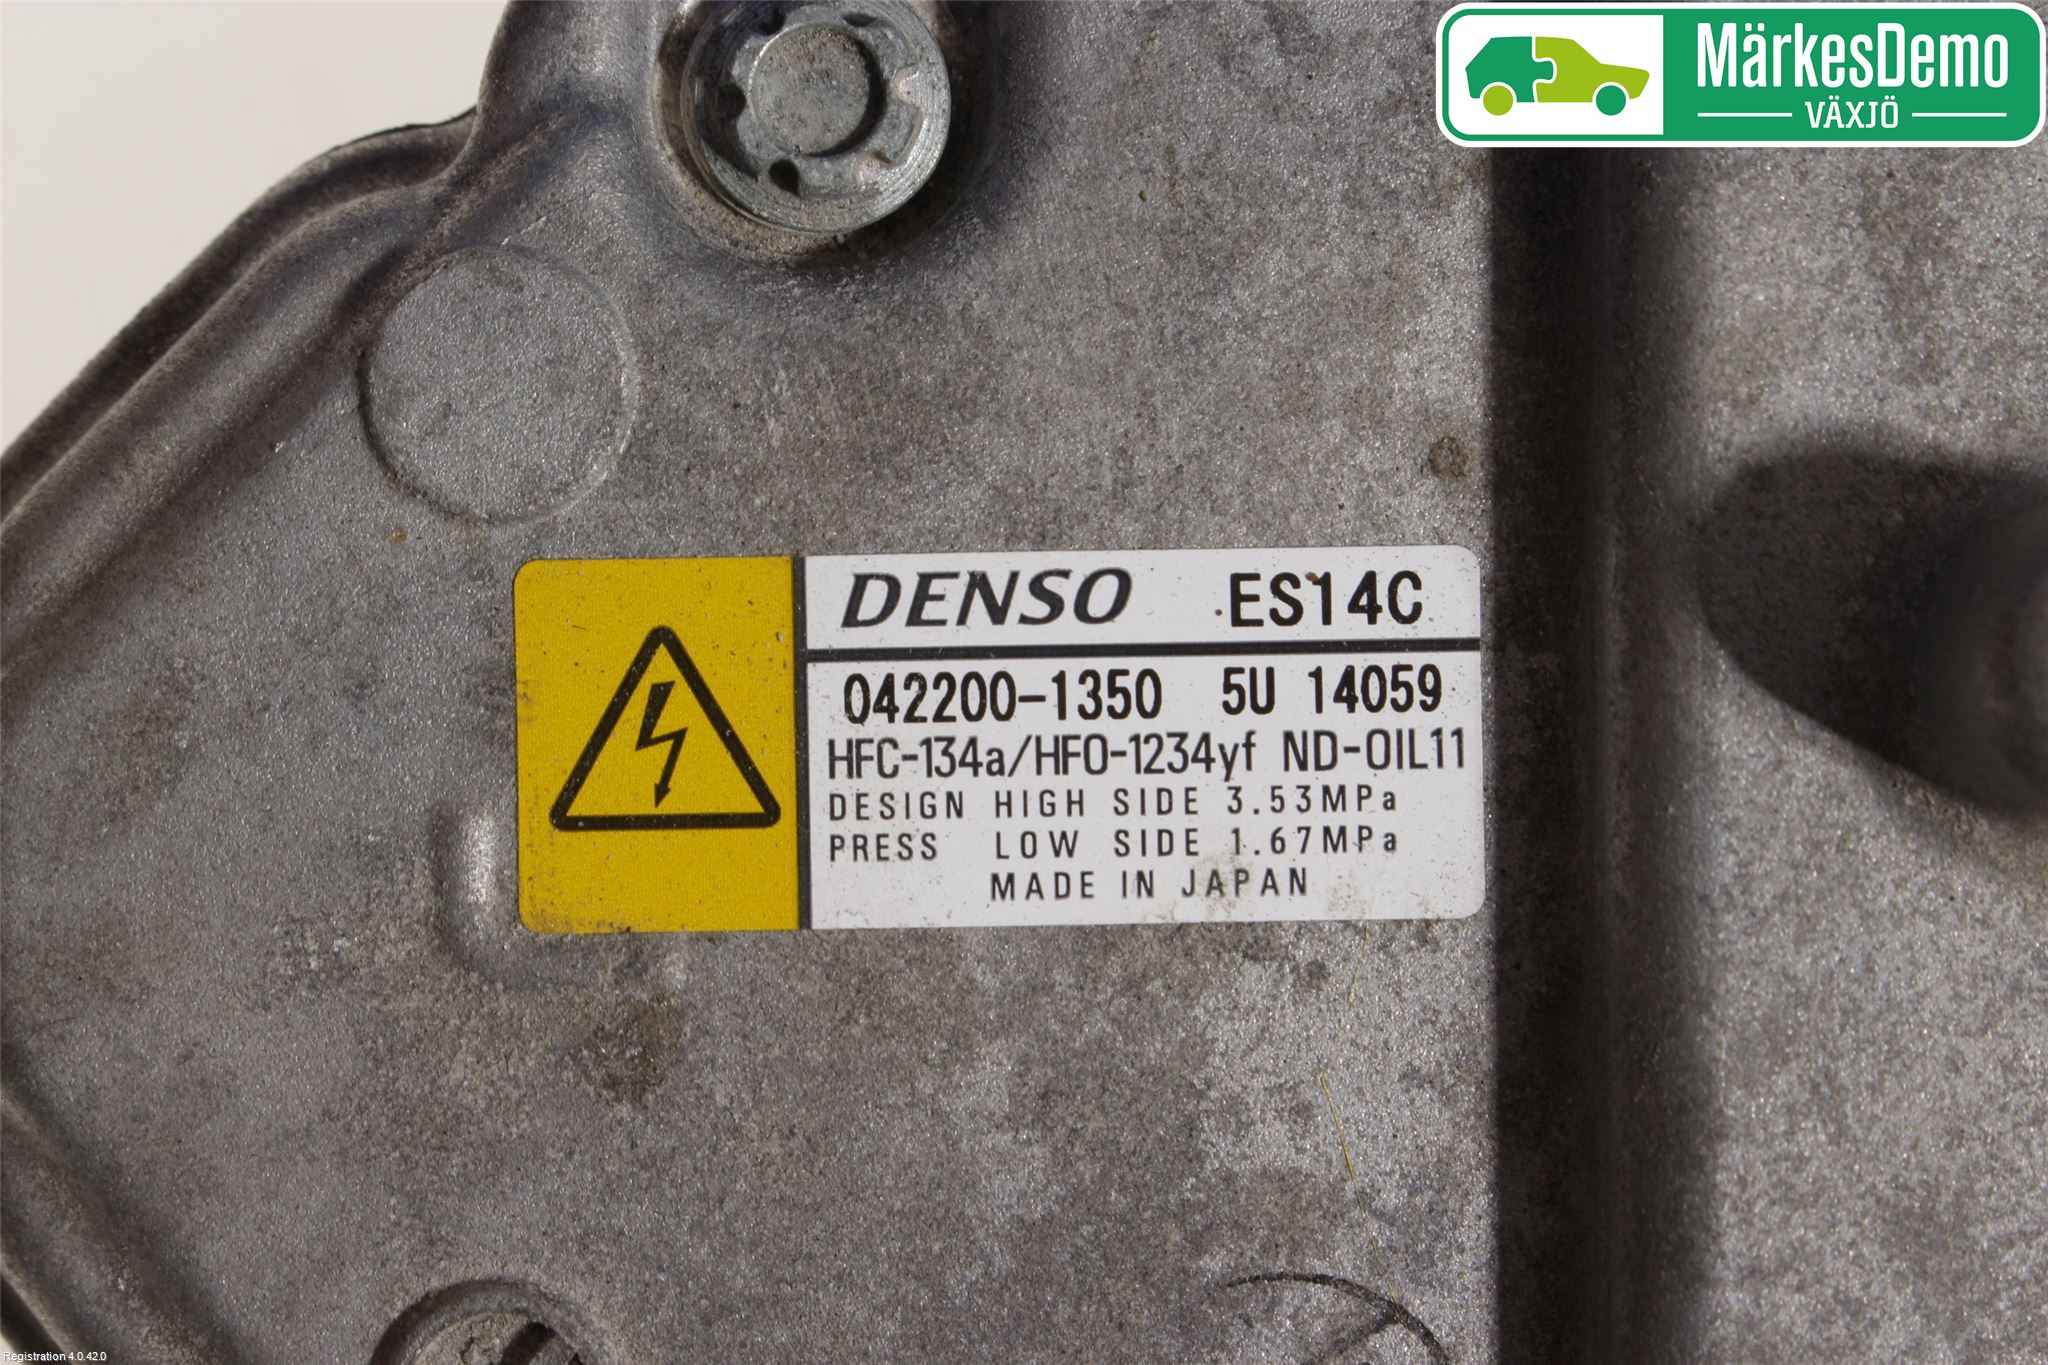 MärkesDemo
VÄXJÖ
DENSO ES14C
042200-1350 5U 14059
HFC-134a/HFO-1234yf ND-OIL11
DESIGN HIGH SIDE 3.53MPa
PRESS LOW SIDE 1.67MPa
MADE IN JAPAN
Registration 4.0.42.0